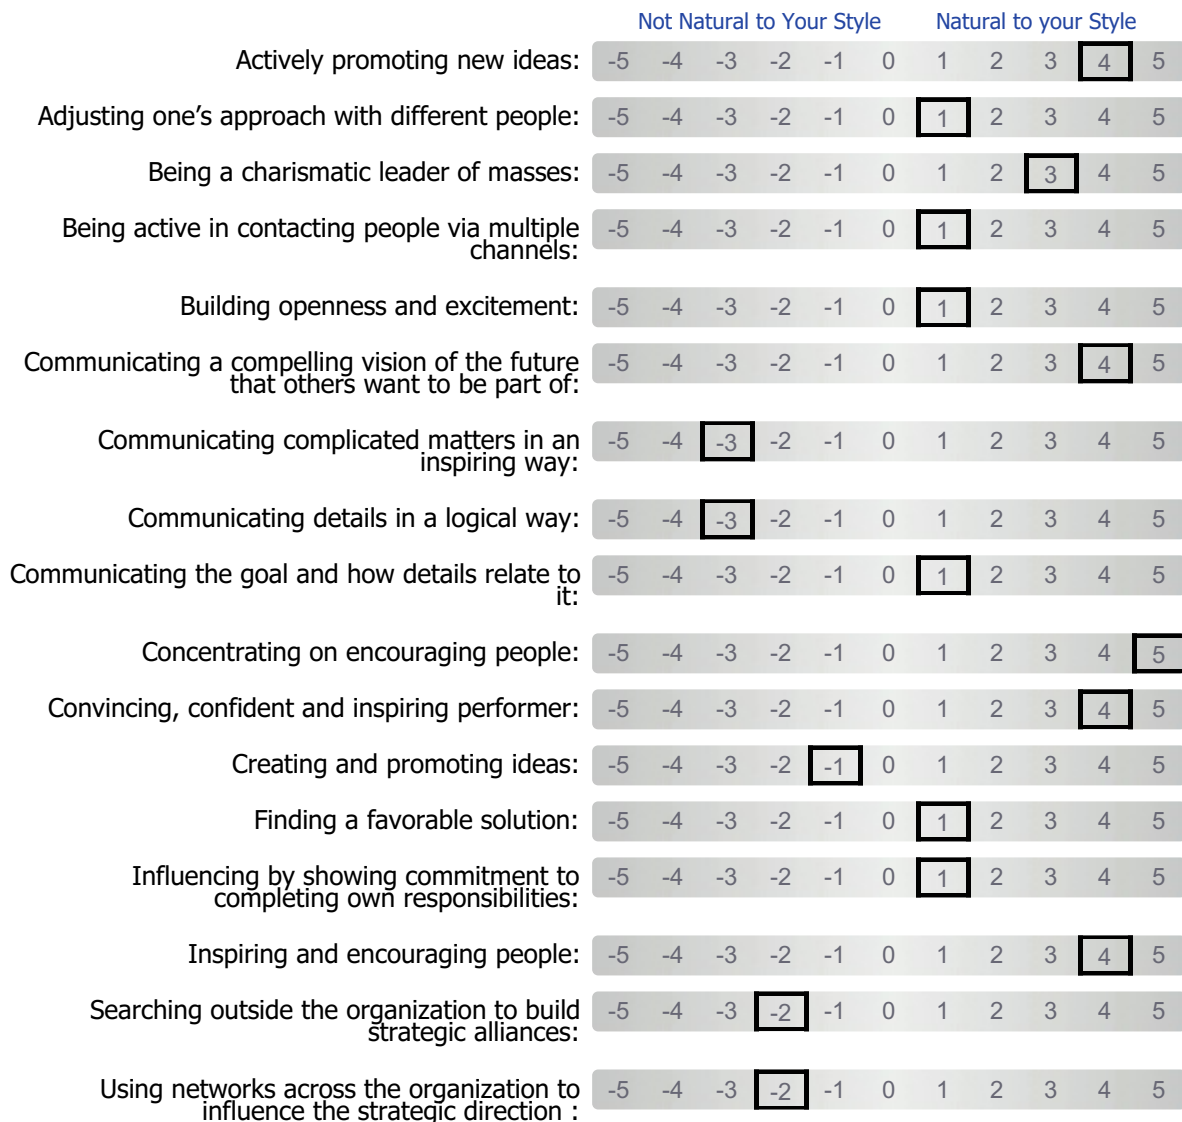 Not Natural to Your Style Natural to your Style
Actively promoting new ideas: -5 -4 -3 -2 -1 0 1 2 3 4 5
Adjusting one’s approach with different people: -5 -4 -3 -2 -1 0 1 2 3 4 5
Being a charismatic leader of masses: -5 -4 -3 -2 -1 0 1 2 3 4 5
Being active in contacting people via multiple
channels: -5 -4 -3 -2 -1 0 1 2 3 4 5
Building openness and excitement: -5 -4 -3 -2 -1 0 1 2 3 4 5
Communicating a compelling vision of the future
that others want to be part of: -5 -4 -3 -2 -1 0 1 2 3 4 5
Communicating complicated matters in an
inspiring way: -5 -4 -3 -2 -1 0 1 2 3 4 5
Communicating details in a logical way: -5 -4 -3 -2 -1 0 1 2 3 4 5
Communicating the goal and how details relate to
it: -5 -4 -3 -2 -1 0 1 2 3 4 5
Concentrating on encouraging people: -5 -4 -3 -2 -1 0 1 2 3 4 5
Convincing, confident and inspiring performer: -5 -4 -3 -2 -1 0 1 2 3 4 5
Creating and promoting ideas: -5 -4 -3 -2 -1 0 1 2 3 4 5
Finding a favorable solution: -5 -4 -3 -2 -1 0 1 2 3 4 5
Influencing by showing commitment to
completing own responsibilities: -5 -4 -3 -2 -1 0 1 2 3 4 5
Inspiring and encouraging people: -5 -4 -3 -2 -1 0 1 2 3 4 5
Searching outside the organization to build
strategic alliances: -5 -4 -3 -2 -1 0 1 2 3 4 5
Using networks across the organization to
influence the strategic direction : -5 -4 -3 -2 -1 0 1 2 3 4 5